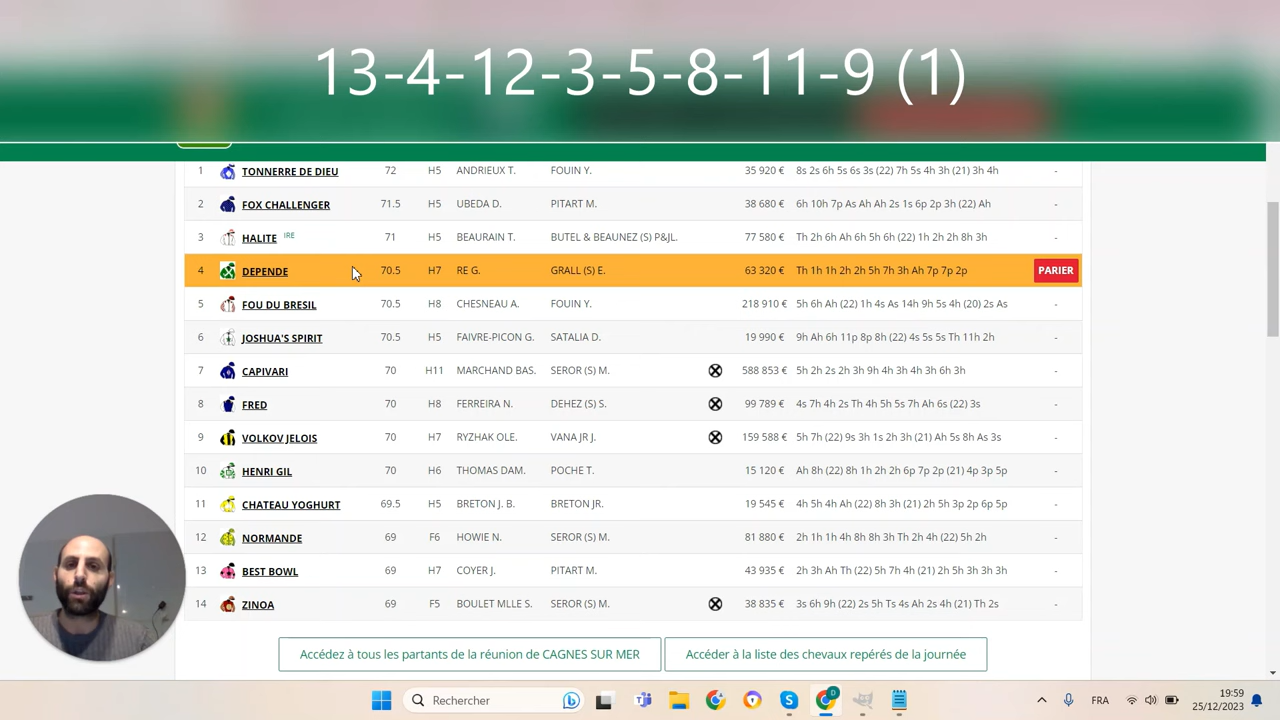 13-4-12-3-5-8-11-9 (1)
1 TONNERRE DE DIEU 72 H5 ANDRIEUX T. FOUIN Y. 35 920 € 8s 2s 6h 5s 6s 3s (22) 7h 5s 4h 3h (21) 3h 4h -
2 FOX CHALLENGER 71.5 H5 UBEDA D. PITART M. 38 680 € 6h 10h 7p As Ah Ah 2s 1s 6p 2p 3h (22) Ah -
3 HALITE IRE 71 H5 BEAURAIN T. BUTEL & BEAUNEZ (S) P&JL. 77 580 € Th 2h 6h Ah 6h 5h 6h (22) 1h 2h 2h 8h 3h -
4 DEPENDE 70.5 H7 RE G. GRALL (S) E. 63 320 € Th 1h 1h 2h 2h 5h 7h 3h Ah 7p 7p 2p PARIER
5 FOU DU BRESIL 70.5 H8 CHESNEAU A. FOUIN Y. 218 910 € 5h 6h Ah (22) 1h 4s As 14h 9h 5s 4h (20) 2s As -
6 JOSHUA'S SPIRIT 70.5 H5 FAIVRE-PICON G. SATALIA D. 19 990 € 9h Ah 6h 11p 8p 8h (22) 4s 5s 5s Th 11h 2h -
7 CAPIVARI 70 H11 MARCHAND BAS. SEROR (S) M. 588 853 € 5h 2h 2s 2h 3h 9h 4h 3h 4h 3h 6h 3h -
8 FRED 70 H8 FERREIRA N. DEHEZ (S) S. 99 789 € 4s 7h 4h 2s Th 4h 5h 5s 7h Ah 6s (22) 3s -
9 VOLKOV JELOIS 70 H7 RYZHAK OLE. VANA JR J. 159 588 € 5h 7h (22) 9s 3h 1s 2h 3h (21) Ah 5s 8h As 3s -
10 HENRI GIL 70 H6 THOMAS DAM. POCHE T. 15 120 € Ah 8h (22) 8h 1h 2h 2h 6p 7p 2p (21) 4p 3p 5p -
11 CHATEAU YOGHURT 69.5 H5 BRETON J. B. BRETON JR. 19 545 € 4h 5h 4h Ah (22) 8h 3h (21) 2h 5h 3p 2p 6p 5p -
12 NORMANDE 69 F6 HOWIE N. SEROR (S) M. 81 880 € 2h 1h 1h 4h 8h 8h 3h Th 2h 4h (22) 5h 2h -
13 BEST BOWL 69 H7 COYER J. PITART M. 43 935 € 2h 3h Ah Th (22) 5h 7h 4h (21) 2h 5h 3h 3h 3h -
14 ZINOA 69 F5 BOULET MLLE S. SEROR (S) M. 38 835 € 3s 6h 9h (22) 2s 5h Ts 4s Ah 2s 4h (21) Th 2s -
Accédez à tous les partants de la réunion de CAGNES SUR MER Accéder à la liste des chevaux repérés de la journée
Rechercher FRA 19:59
25/12/2023